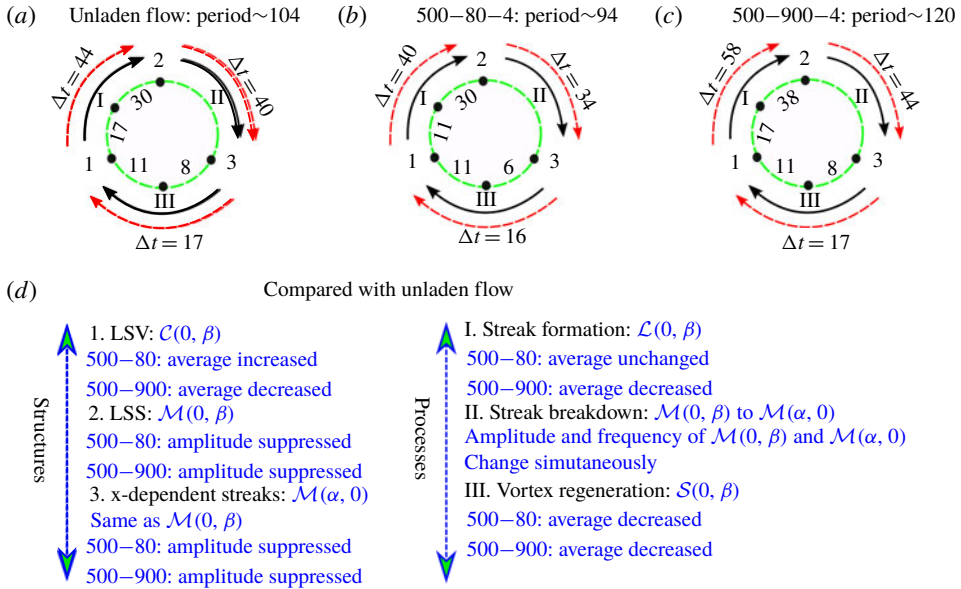 (a) Unladen flow: period~104
Δt = 44
2
Δt = 40
I
30
II
17
1
11
8
3
III
Δt = 17
(b) 500−80−4: period~94
Δt = 40
2
Δt = 34
I
30
II
11
1
11
6
3
III
Δt = 16
(c) 500−900−4: period~120
Δt = 58
2
Δt = 44
I
38
II
17
1
11
8
3
III
Δt = 17
(d) Compared with unladen flow
Structures
1. LSV: 𝒞(0, β)
500−80: average increased
500−900: average decreased
2. LSS: ℳ(0, β)
500−80: amplitude suppressed
500−900: amplitude suppressed
3. x-dependent streaks: ℳ(α, 0)
Same as ℳ(0, β)
500−80: amplitude suppressed
500−900: amplitude suppressed
Processes
I. Streak formation: ℒ(0, β)
500−80: average unchanged
500−900: average decreased
II. Streak breakdown: ℳ(0, β) to ℳ(α, 0)
Amplitude and frequency of ℳ(0, β) and ℳ(α, 0)
Change simutaneously
III. Vortex regeneration: 𝒮(0, β)
500−80: average decreased
500−900: average decreased